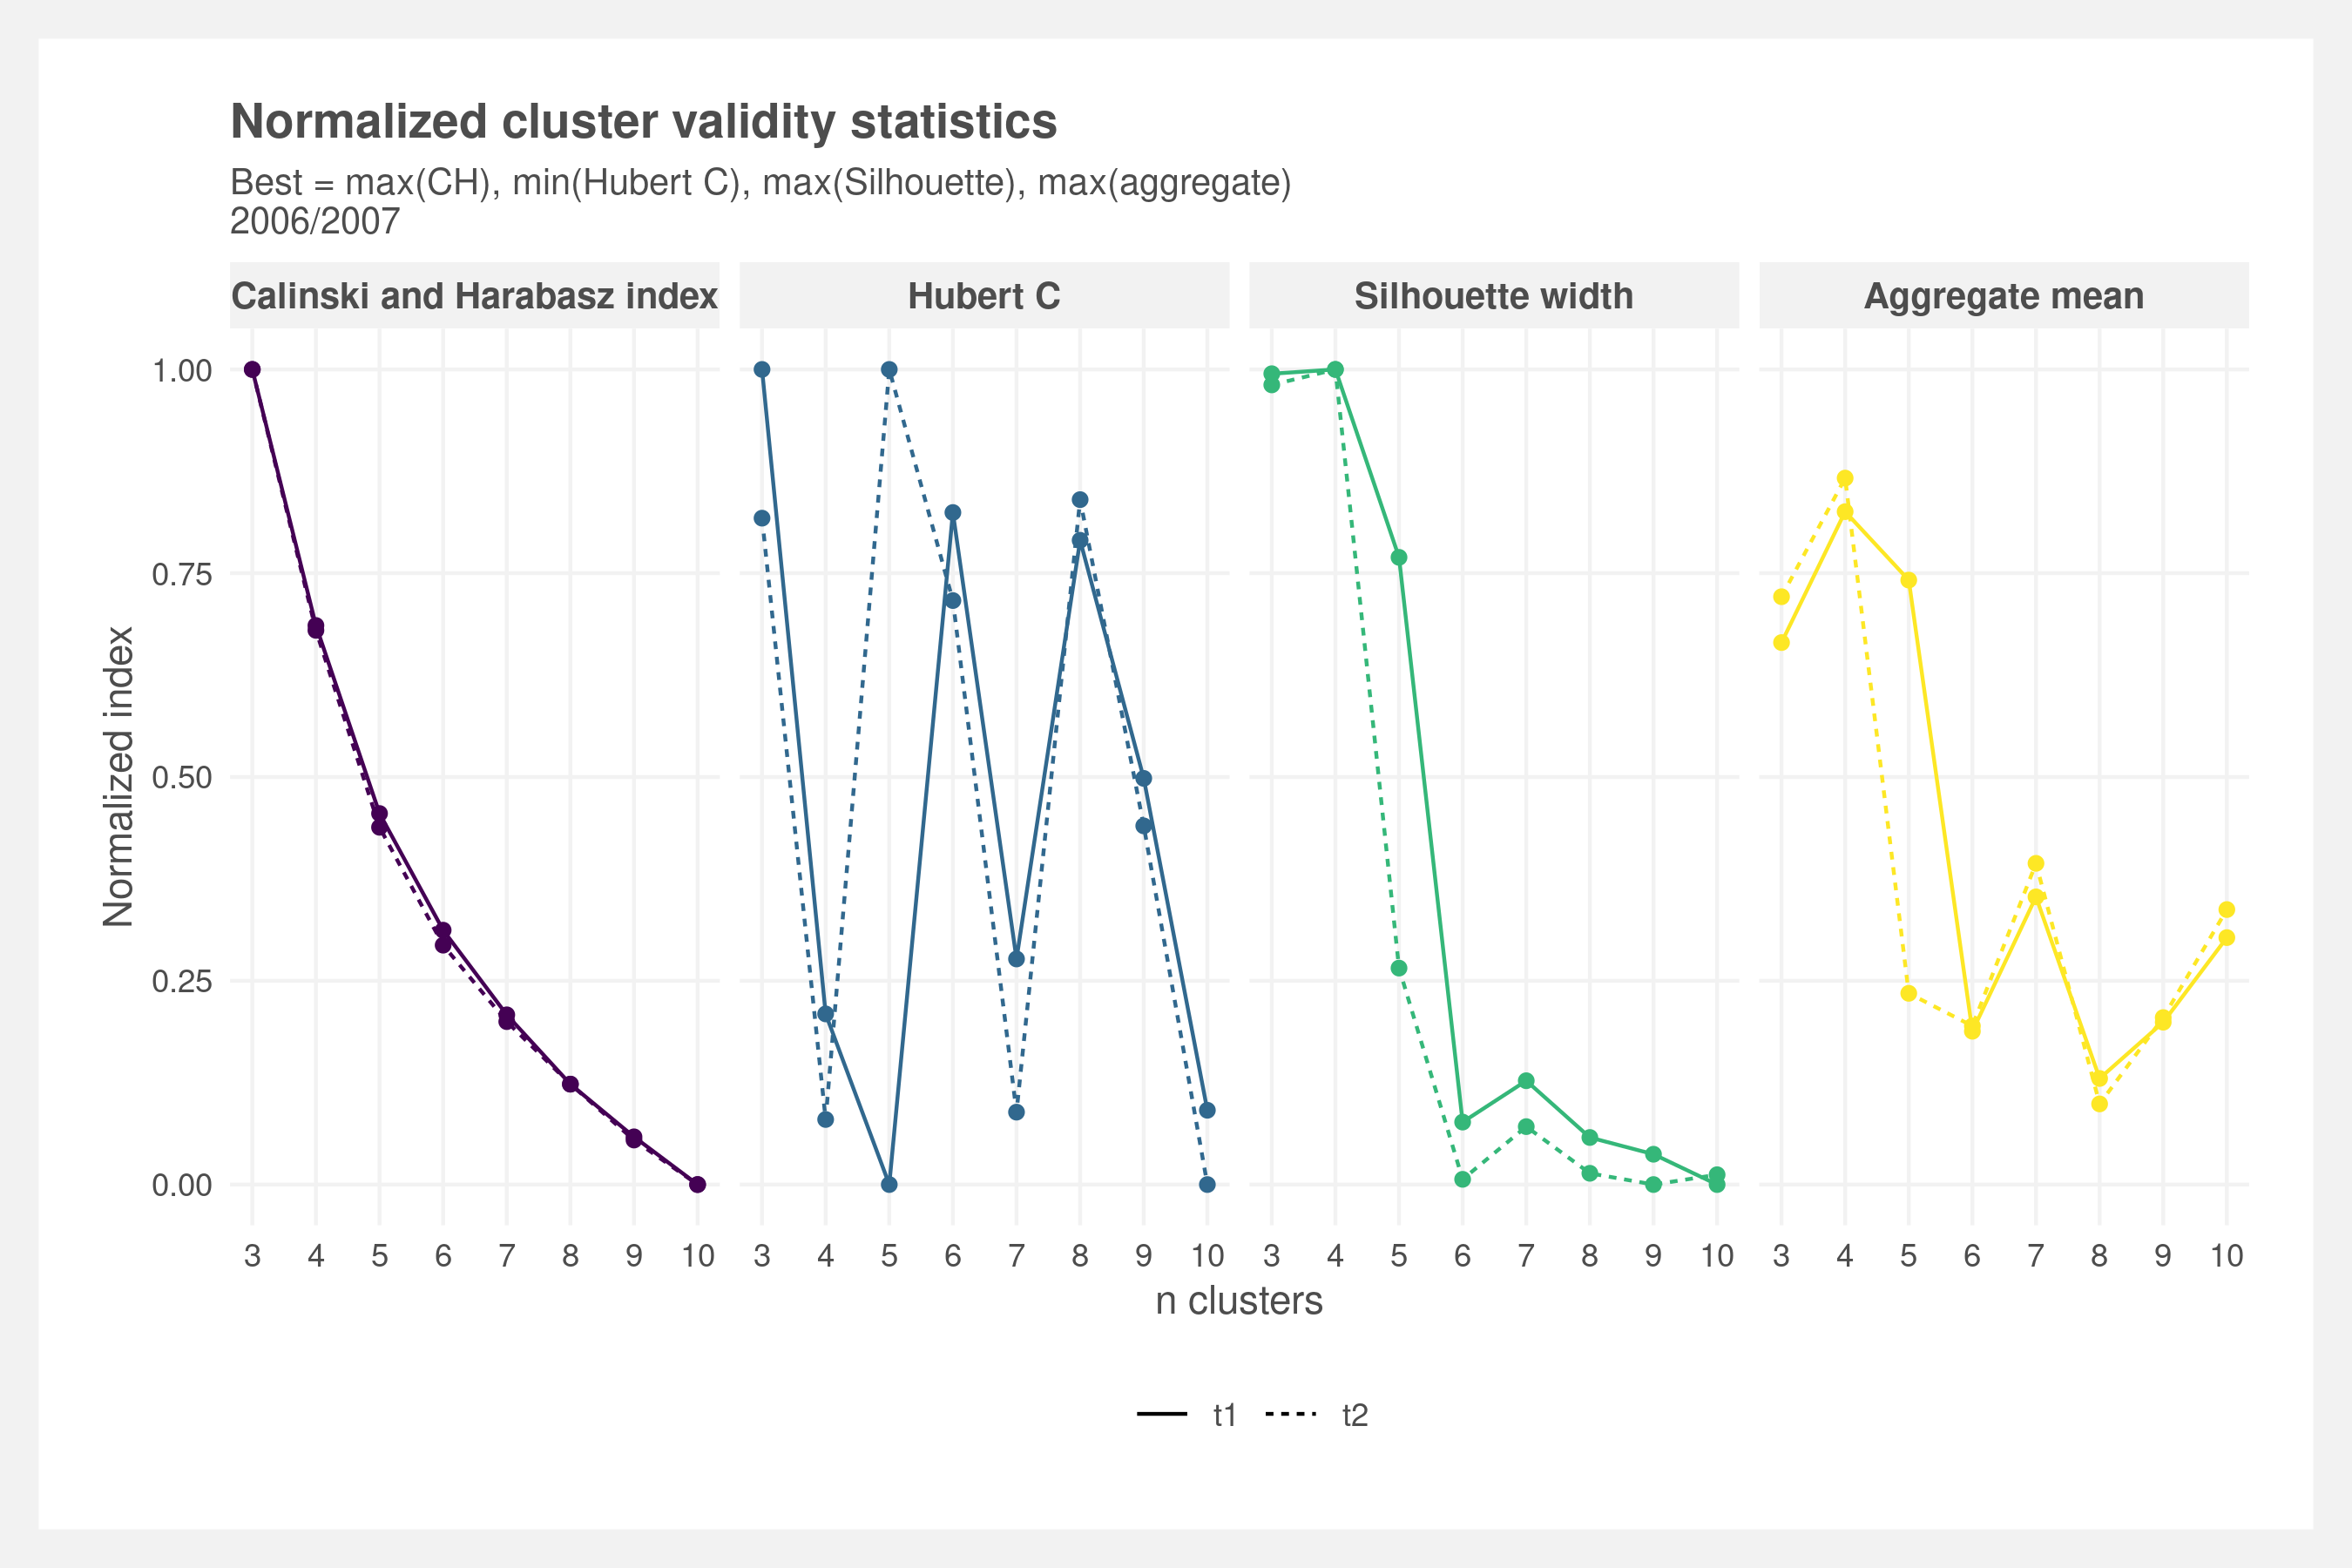 Normalized cluster validity statistics
Best = max(CH), min(Hubert C), max(Silhouette), max(aggregate)
2006/2007
Calinski and Harabasz index Hubert C Silhouette width Aggregate mean
Normalized index
1.00
0.75
0.50
0.25
0.00
3 4 5 6 7 8 9 10 3 4 5 6 7 8 9 10 3 4 5 6 7 8 9 10 3 4 5 6 7 8 9 10
n clusters
t1 t2